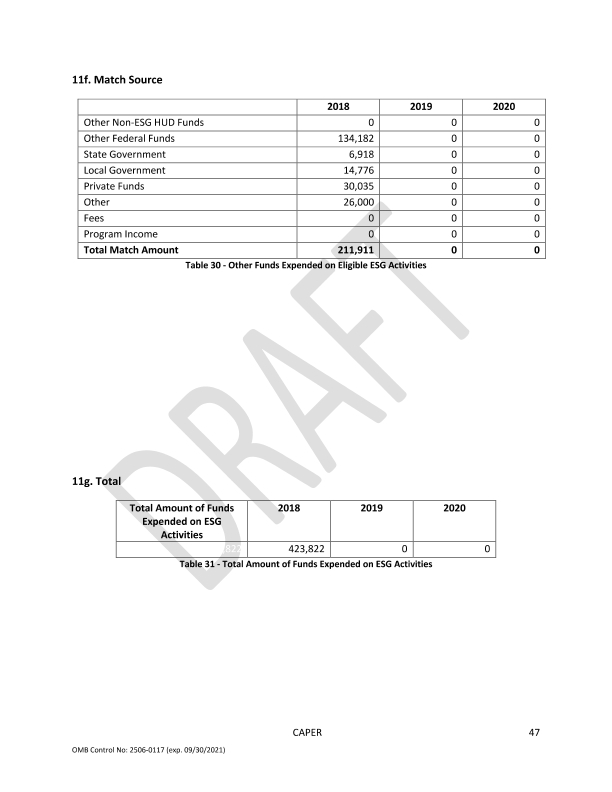 11f. Match Source
2018 2019 2020
Other Non-ESG HUD Funds 0 0 0
Other Federal Funds 134,182 0 0
State Government 6,918 0 0
Local Government 14,776 0 0
Private Funds 30,035 0 0
Other 26,000 0 0
Fees 0 0 0
Program Income 0 0 0
Total Match Amount 211,911 0 0
Table 30 - Other Funds Expended on Eligible ESG Activities
DRAFT
11g. Total
Total Amount of Funds 2018 2019 2020
Expended on ESG
Activities
423,822 0 0
Table 31 - Total Amount of Funds Expended on ESG Activities
CAPER 47
OMB Control No: 2506-0117 (exp. 09/30/2021)